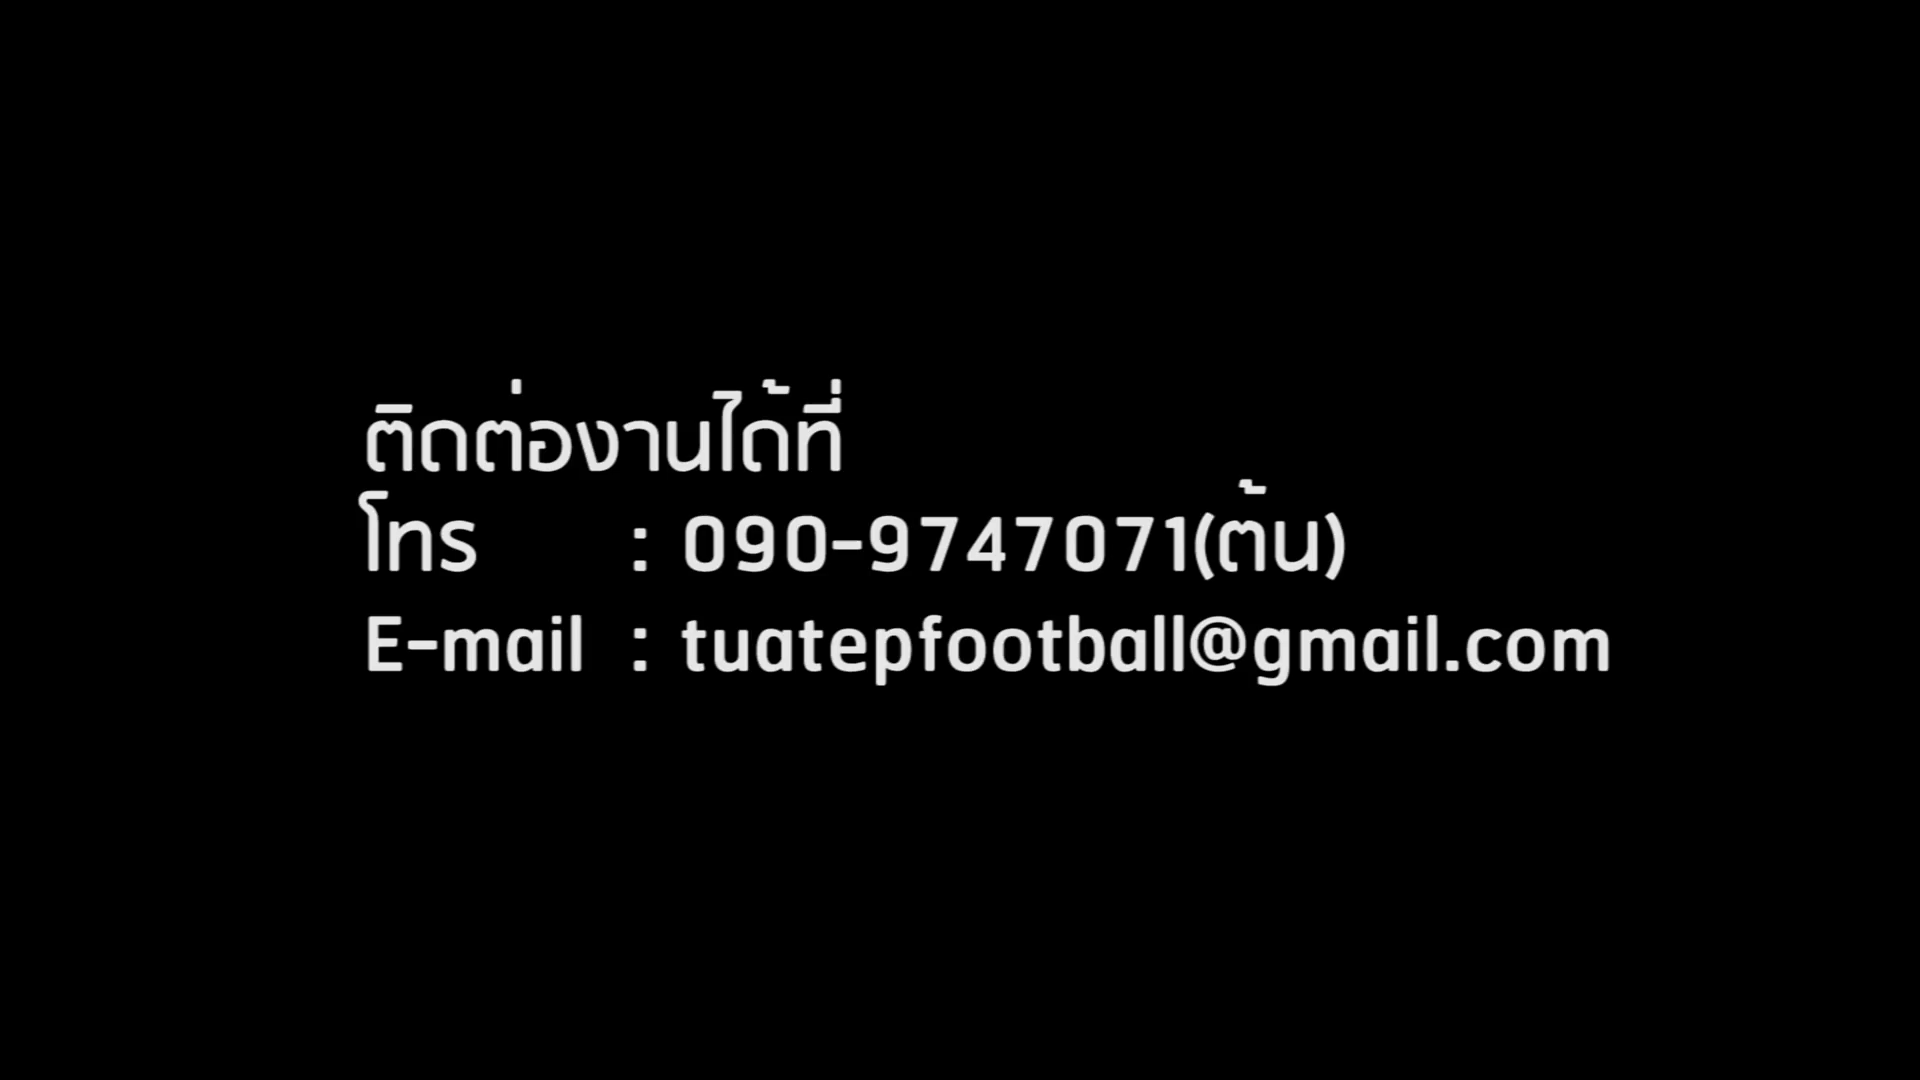 ติดต่องานได้ที่
โทร : 090-9747071(ต้น)
E-mail : tuatepfootball@gmail.com